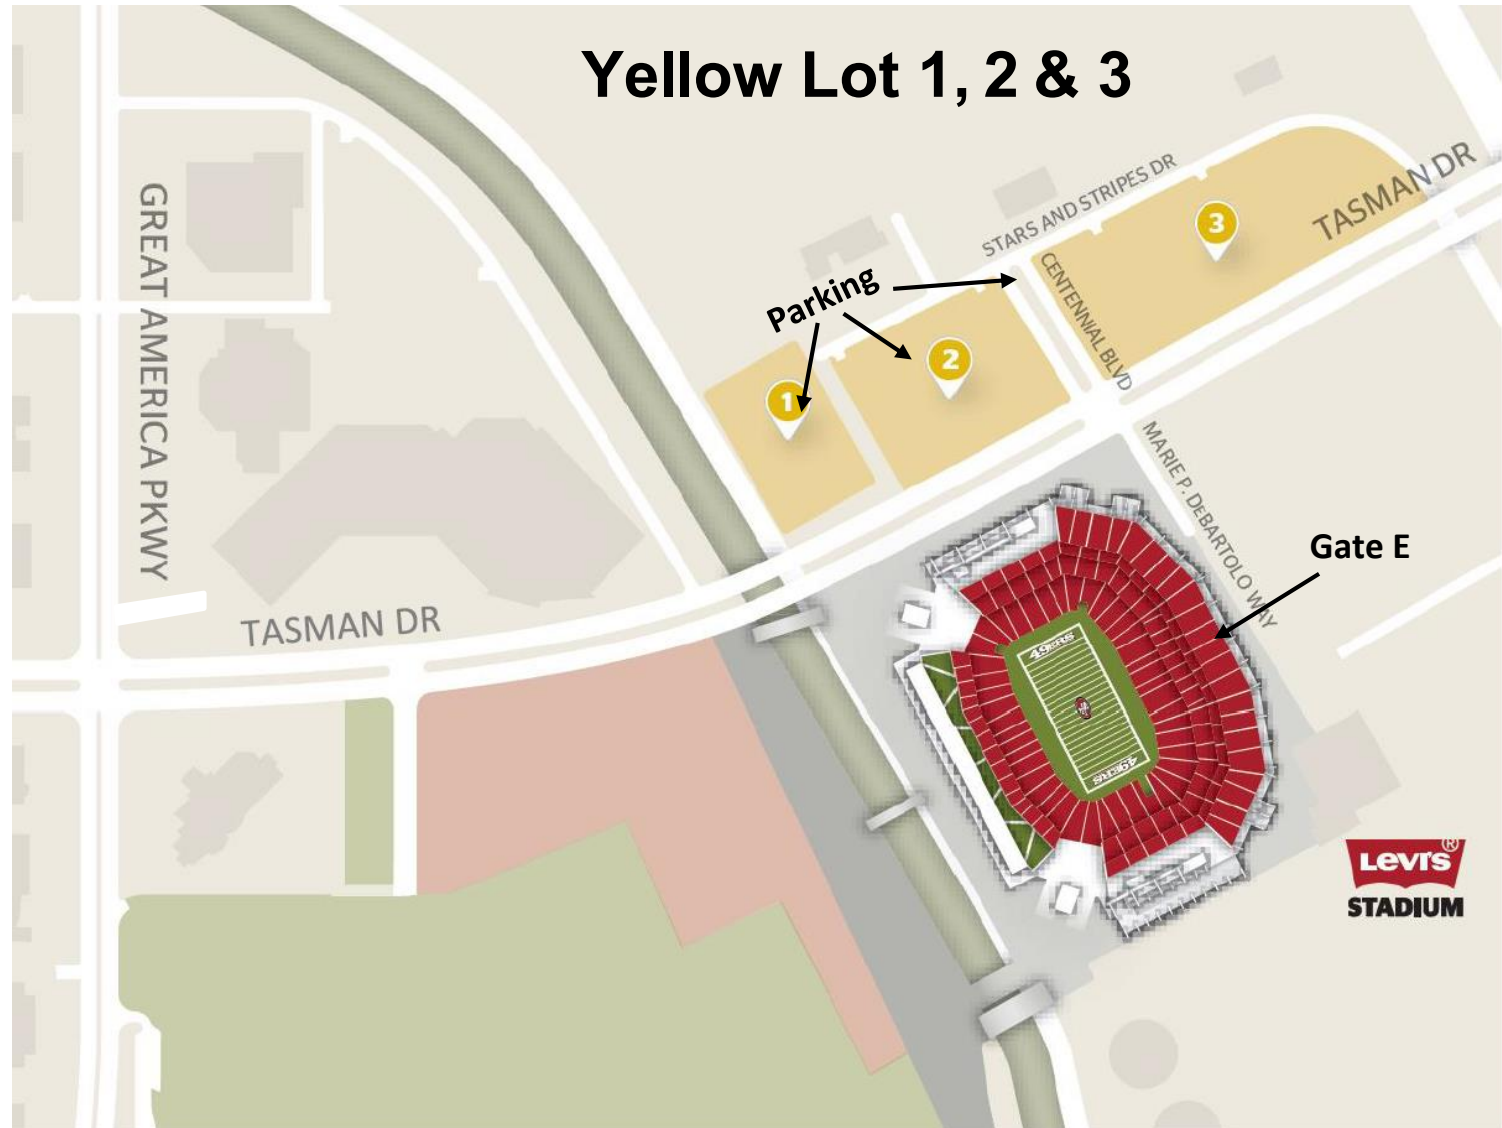 Yellow Lot 1, 2 & 3
TASMAN DR
STARS AND STRIPES DR
GREAT AMERICA PKWY
3
CENTENNIAL BLVD
Parking
2
1
MARIE P. DEBARTOLO WAY
Gate E
TASMAN DR
49ERS
49ERS
LEVI'S
®
STADIUM